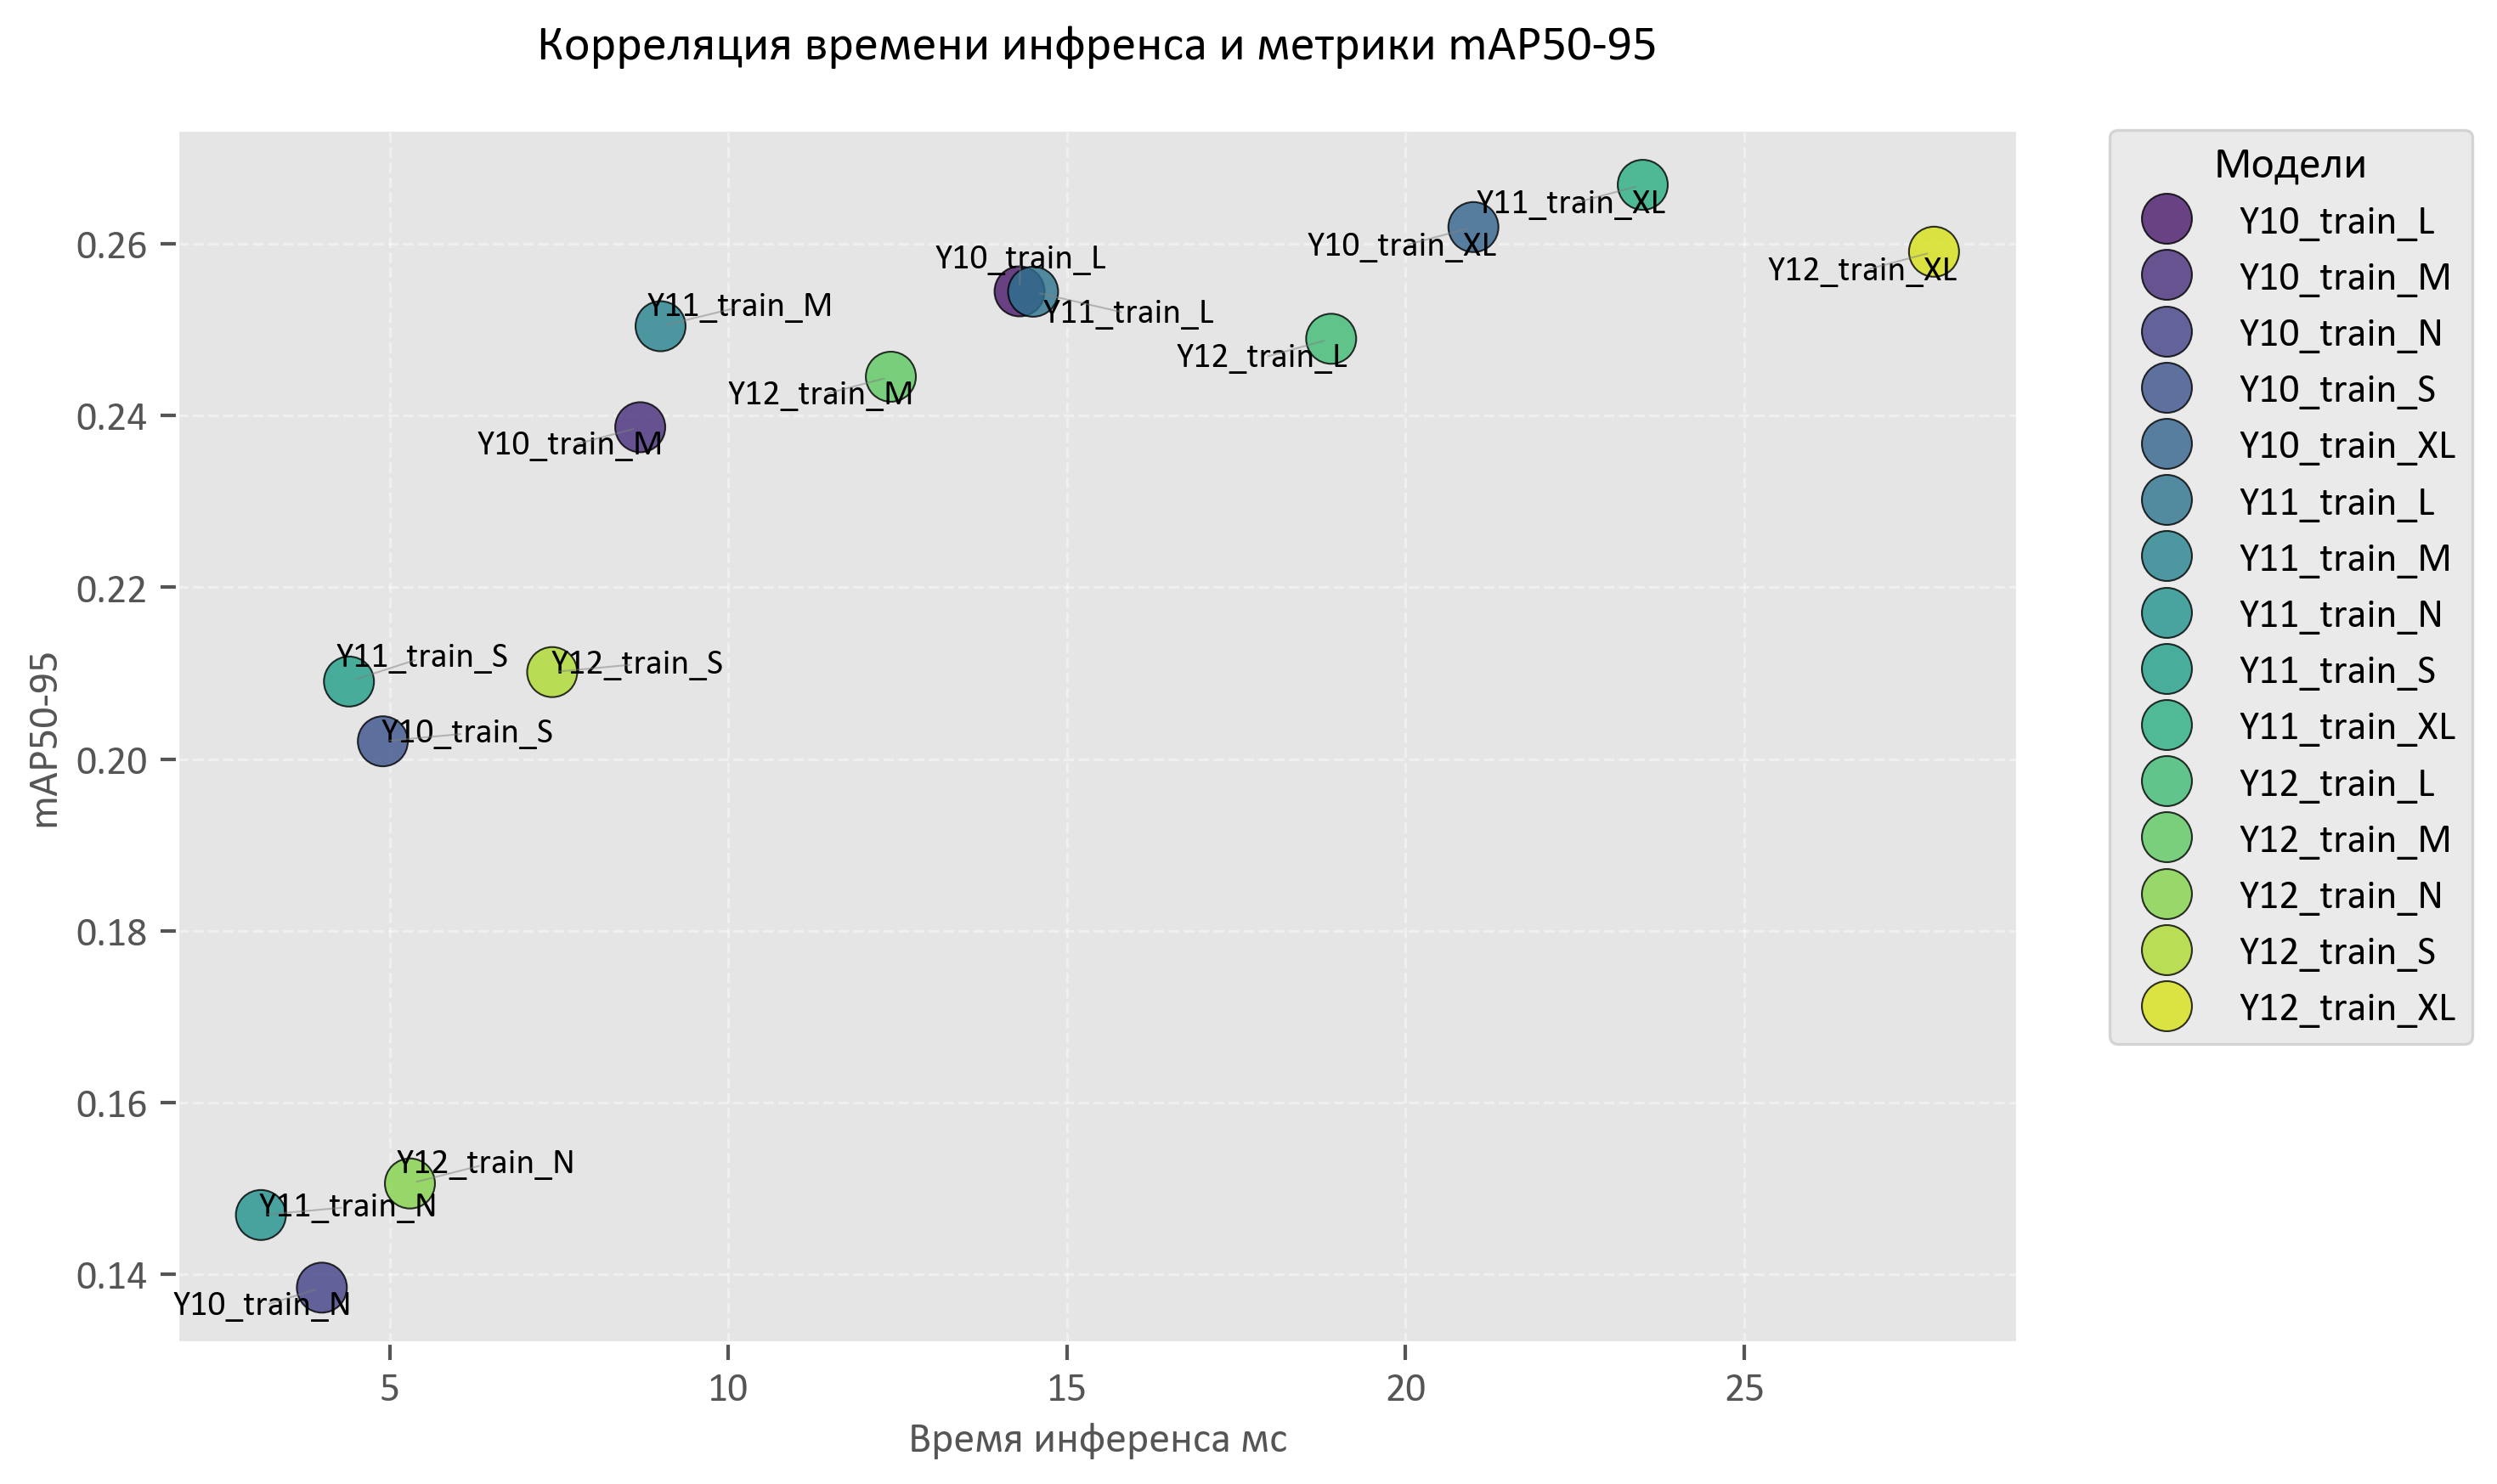 Корреляция времени инфренса и метрики mAP50-95
mAP50-95
0.26
0.24
0.22
0.20
0.18
0.16
0.14
Y11_train_XL
Y10_train_XL
Y12_train_XL
Y10_train_L
Y11_train_L
Y11_train_M
Y12_train_L
Y12_train_M
Y10_train_M
Y11_train_S
Y12_train_S
Y10_train_S
Y12_train_N
Y11_train_N
Y10_train_N
5
10
15
20
25
Время инференса мс
Модели
Y10_train_L
Y10_train_M
Y10_train_N
Y10_train_S
Y10_train_XL
Y11_train_L
Y11_train_M
Y11_train_N
Y11_train_S
Y11_train_XL
Y12_train_L
Y12_train_M
Y12_train_N
Y12_train_S
Y12_train_XL